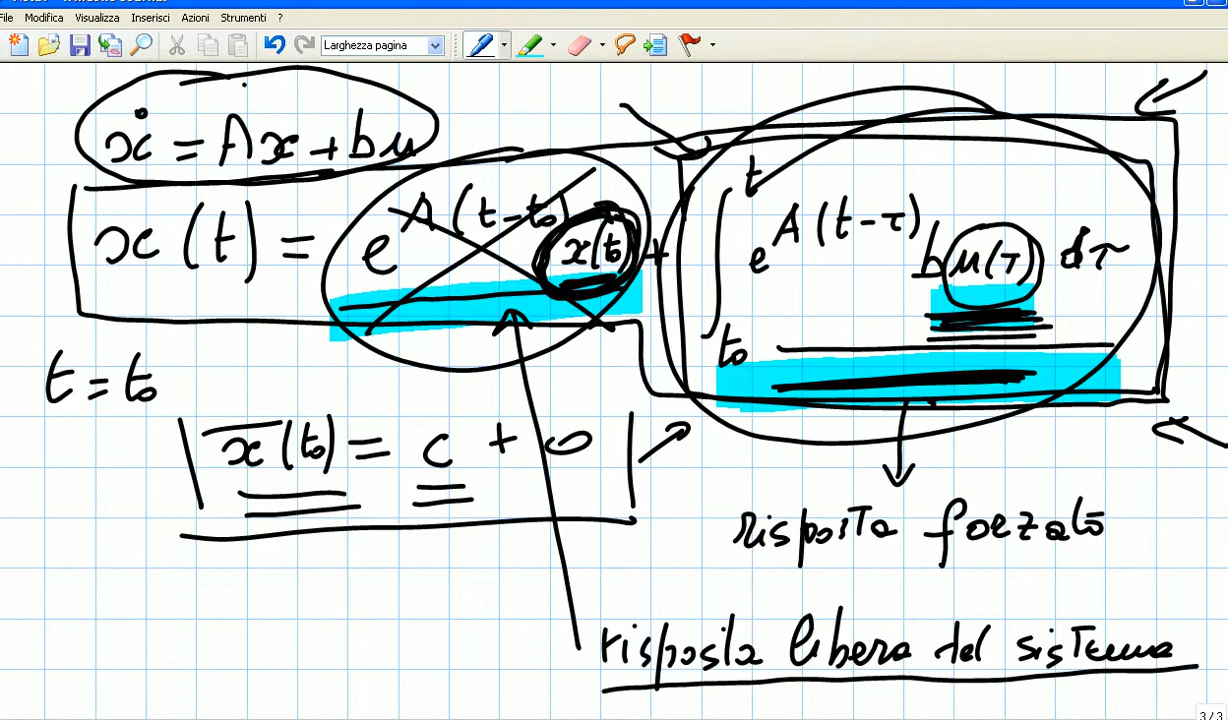 File Modifica Visualizza Inserisci Azioni Strumenti ?
Larghezza pagina
ẋ = Ax + bu
x(t) = e^{A(t-t₀)} x(t₀) + ∫_{t₀}^{t} e^{A(t-τ)} b u(τ) dτ
t = t₀
x(t₀) = c + 0
risposta forzata
risposta libera del sistema
3 / 3